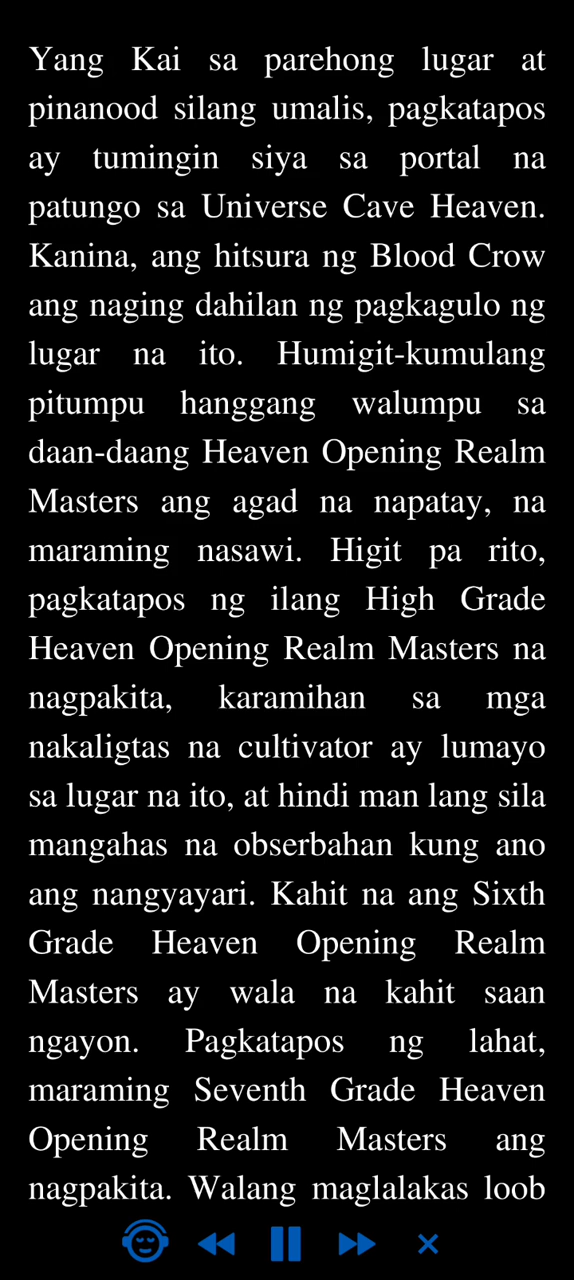 Yang Kai sa parehong lugar at
pinanood silang umalis, pagkatapos
ay tumingin siya sa portal na
patungo sa Universe Cave Heaven.
Kanina, ang hitsura ng Blood Crow
ang naging dahilan ng pagkagulo ng
lugar na ito. Humigit-kumulang
pitumpu hanggang walumpu sa
daan-daang Heaven Opening Realm
Masters ang agad na napatay, na
maraming nasawi. Higit pa rito,
pagkatapos ng ilang High Grade
Heaven Opening Realm Masters na
nagpakita, karamihan sa mga
nakaligtas na cultivator ay lumayo
sa lugar na ito, at hindi man lang sila
mangahas na obserbahan kung ano
ang nangyayari. Kahit na ang Sixth
Grade Heaven Opening Realm
Masters ay wala na kahit saan
ngayon. Pagkatapos ng lahat,
maraming Seventh Grade Heaven
Opening Realm Masters ang
nagpakita. Walang maglalakas loob